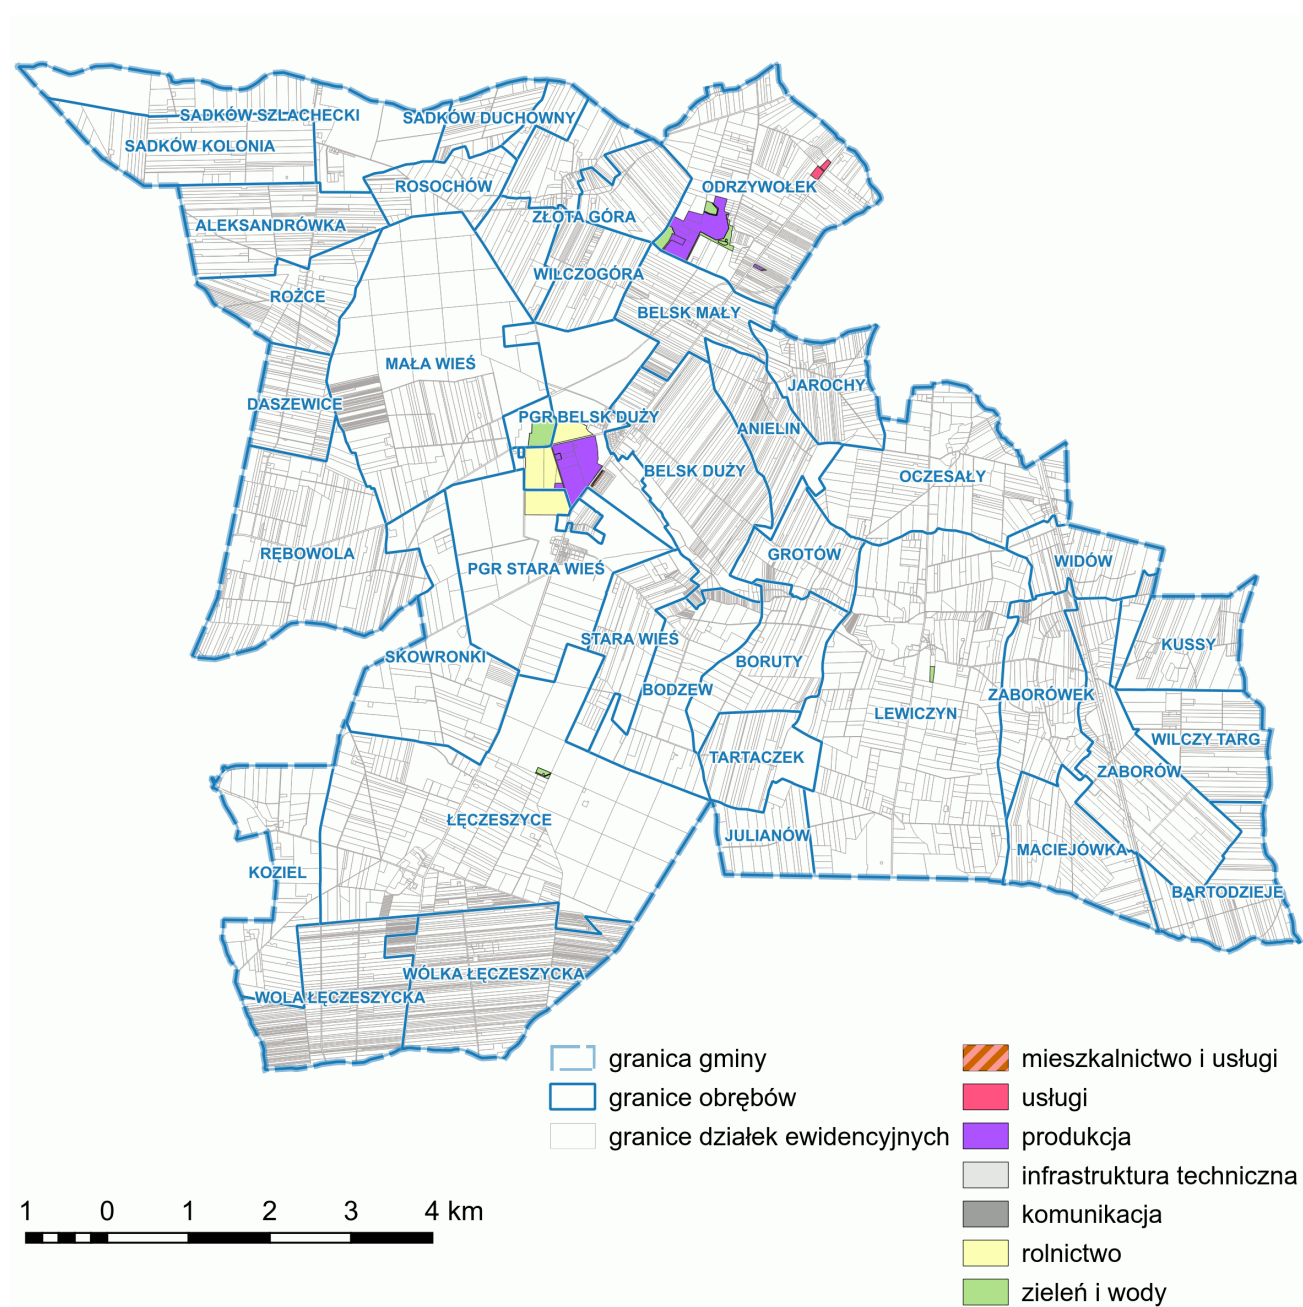 SADKÓW SZLACHECKI
SADKÓW DUCHOWNY
SADKÓW KOLONIA
ROSOCHÓW
ODRZYWOŁEK
ALEKSANDRÓWKA
ZŁOTA GÓRA
WILCZOGÓRA
ROŻCE
BELSK MAŁY
MAŁA WIEŚ
JAROCHY
DASZEWICE
PGR BELSK DUŻY
ANIELIN
BELSK DUŻY
OCZESAŁY
RĘBOWOLA
GROTÓW
WIDÓW
PGR STARA WIEŚ
STARA WIEŚ
KUSSY
SKOWRONKI
BORUTY
BODZEW
ZABORÓWEK
LEWICZYN
WILCZY TARG
TARTACZEK
ZABORÓW
ŁĘCZESZYCE
JULIANÓW
MACIEJÓWKA
KOZIEL
BARTODZIEJE
WÓLKA ŁĘCZESZYCKA
WOLA ŁĘCZESZYCKA
granica gminy
granice obrębów
granice działek ewidencyjnych
mieszkalnictwo i usługi
usługi
produkcja
infrastruktura techniczna
komunikacja
rolnictwo
zieleń i wody
1 0 1 2 3 4 km